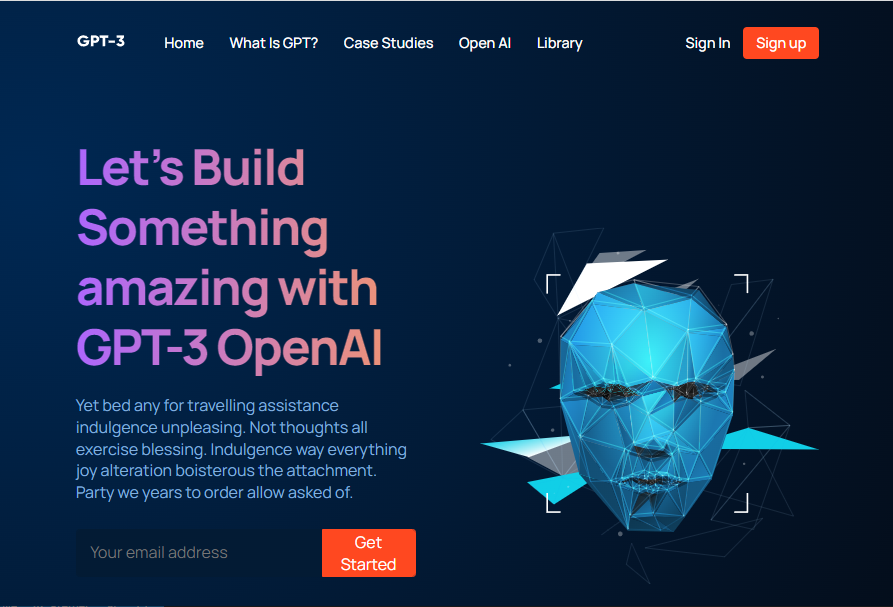 GPT-3 Home What Is GPT? Case Studies Open AI Library Sign In Sign up
Let's Build
Something
amazing with
GPT-3 OpenAI
Yet bed any for travelling assistance
indulgence unpleasing. Not thoughts all
exercise blessing. Indulgence way everything
joy alteration boisterous the attachment.
Party we years to order allow asked of.
Your email address
Get
Started